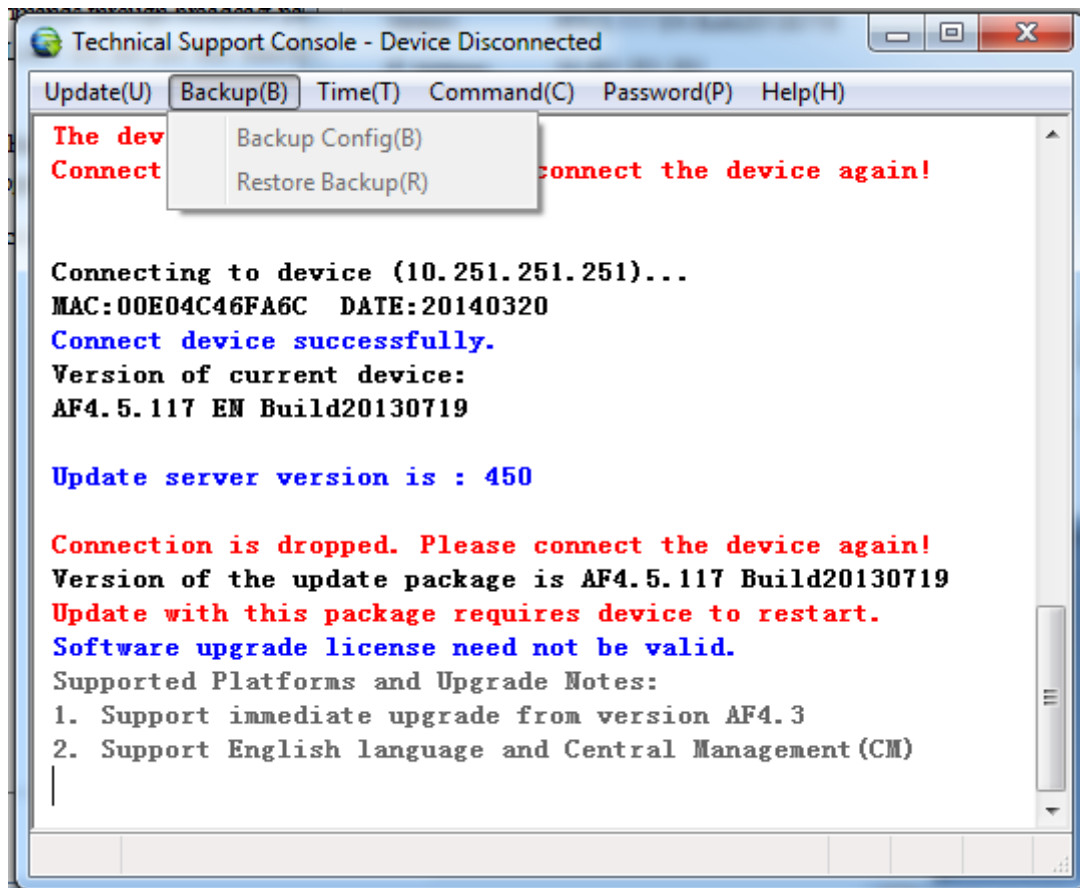 Technical Support Console - Device Disconnected
Update(U) Backup(B) Time(T) Command(C) Password(P) Help(H)
Backup Config(B)
Restore Backup(R)
The dev
Connect connect the device again!
Connecting to device (10.251.251.251)...
MAC:00E04C46FA6C DATE:20140320
Connect device successfully.
Version of current device:
AF4.5.117 EN Build20130719
Update server version is : 450
Connection is dropped. Please connect the device again!
Version of the update package is AF4.5.117 Build20130719
Update with this package requires device to restart.
Software upgrade license need not be valid.
Supported Platforms and Upgrade Notes:
1. Support immediate upgrade from version AF4.3
2. Support English language and Central Management(CM)